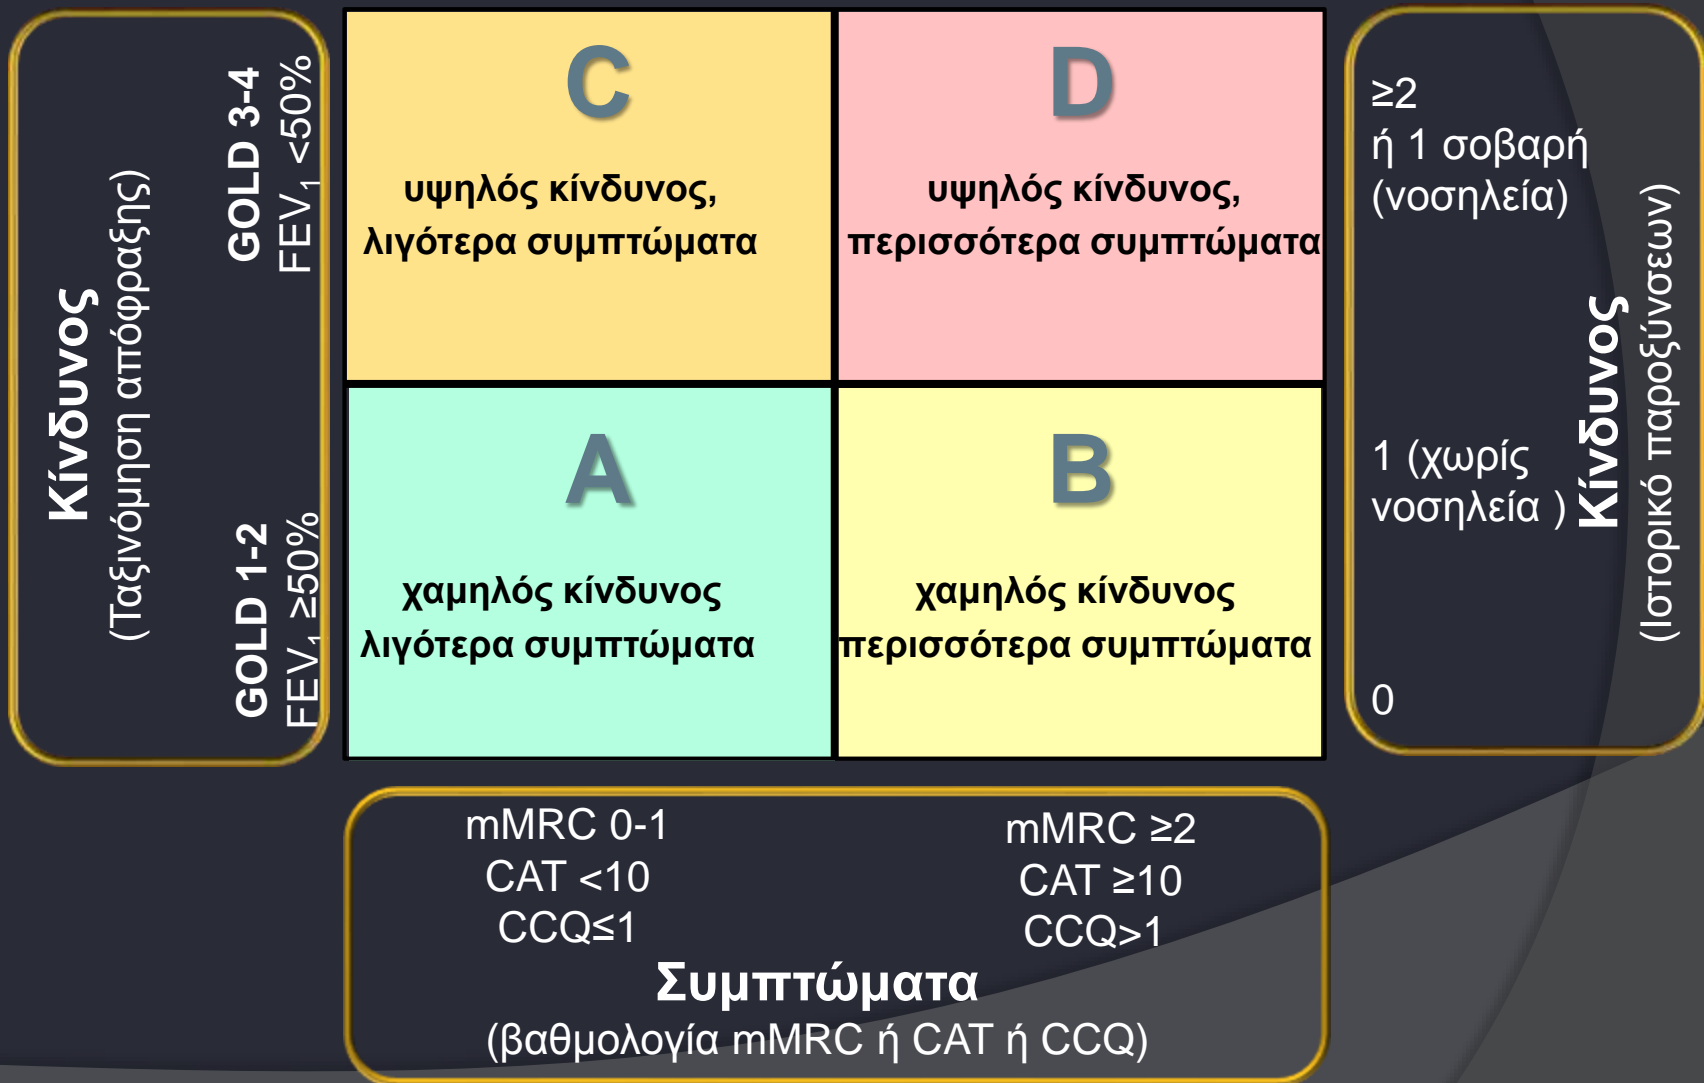 Κίνδυνος
(Ταξινόμηση απόφραξης)
GOLD 3-4
FEV₁ <50%
GOLD 1-2
FEV₁ ≥50%
C
υψηλός κίνδυνος,
λιγότερα συμπτώματα
D
υψηλός κίνδυνος,
περισσότερα συμπτώματα
A
χαμηλός κίνδυνος
λιγότερα συμπτώματα
B
χαμηλός κίνδυνος
περισσότερα συμπτώματα
≥2
ή 1 σοβαρή
(νοσηλεία)
1 (χωρίς
νοσηλεία )
0
Κίνδυνος
(Ιστορικό παροξύνσεων)
mMRC 0-1
CAT <10
CCQ≤1
mMRC ≥2
CAT ≥10
CCQ>1
Συμπτώματα
(βαθμολογία mMRC ή CAT ή CCQ)